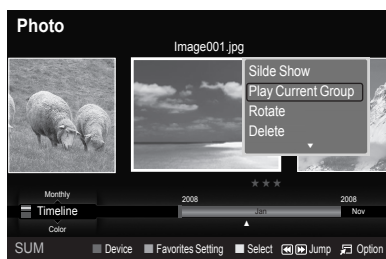 Photo
Image001.jpg
Silde Show
Play Current Group
Rotate
Delete
Monthly
Timeline
Color
2008
2008
Jan
Nov
SUM
Device
Favorites Setting
Select
Jump
Option